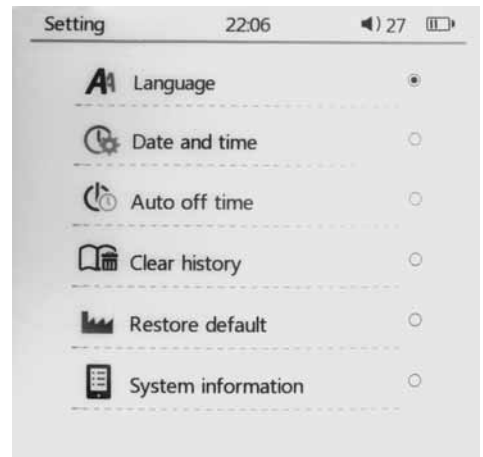 Setting 22:06 27
Language
Date and time
Auto off time
Clear history
Restore default
System information